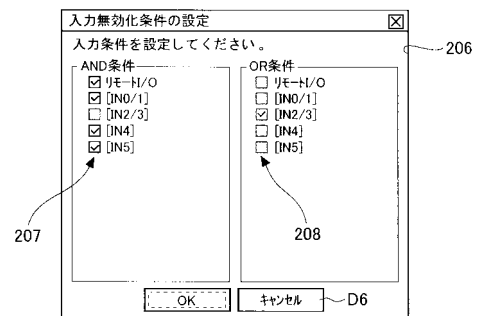 入力無効化条件の設定
入力条件を設定してください。
206
AND条件
リモートI/O
[IN0/1]
[IN2/3]
[IN4]
[IN5]
OR条件
リモートI/O
[IN0/1]
[IN2/3]
[IN4]
[IN5]
207
208
OK
キャンセル
D6